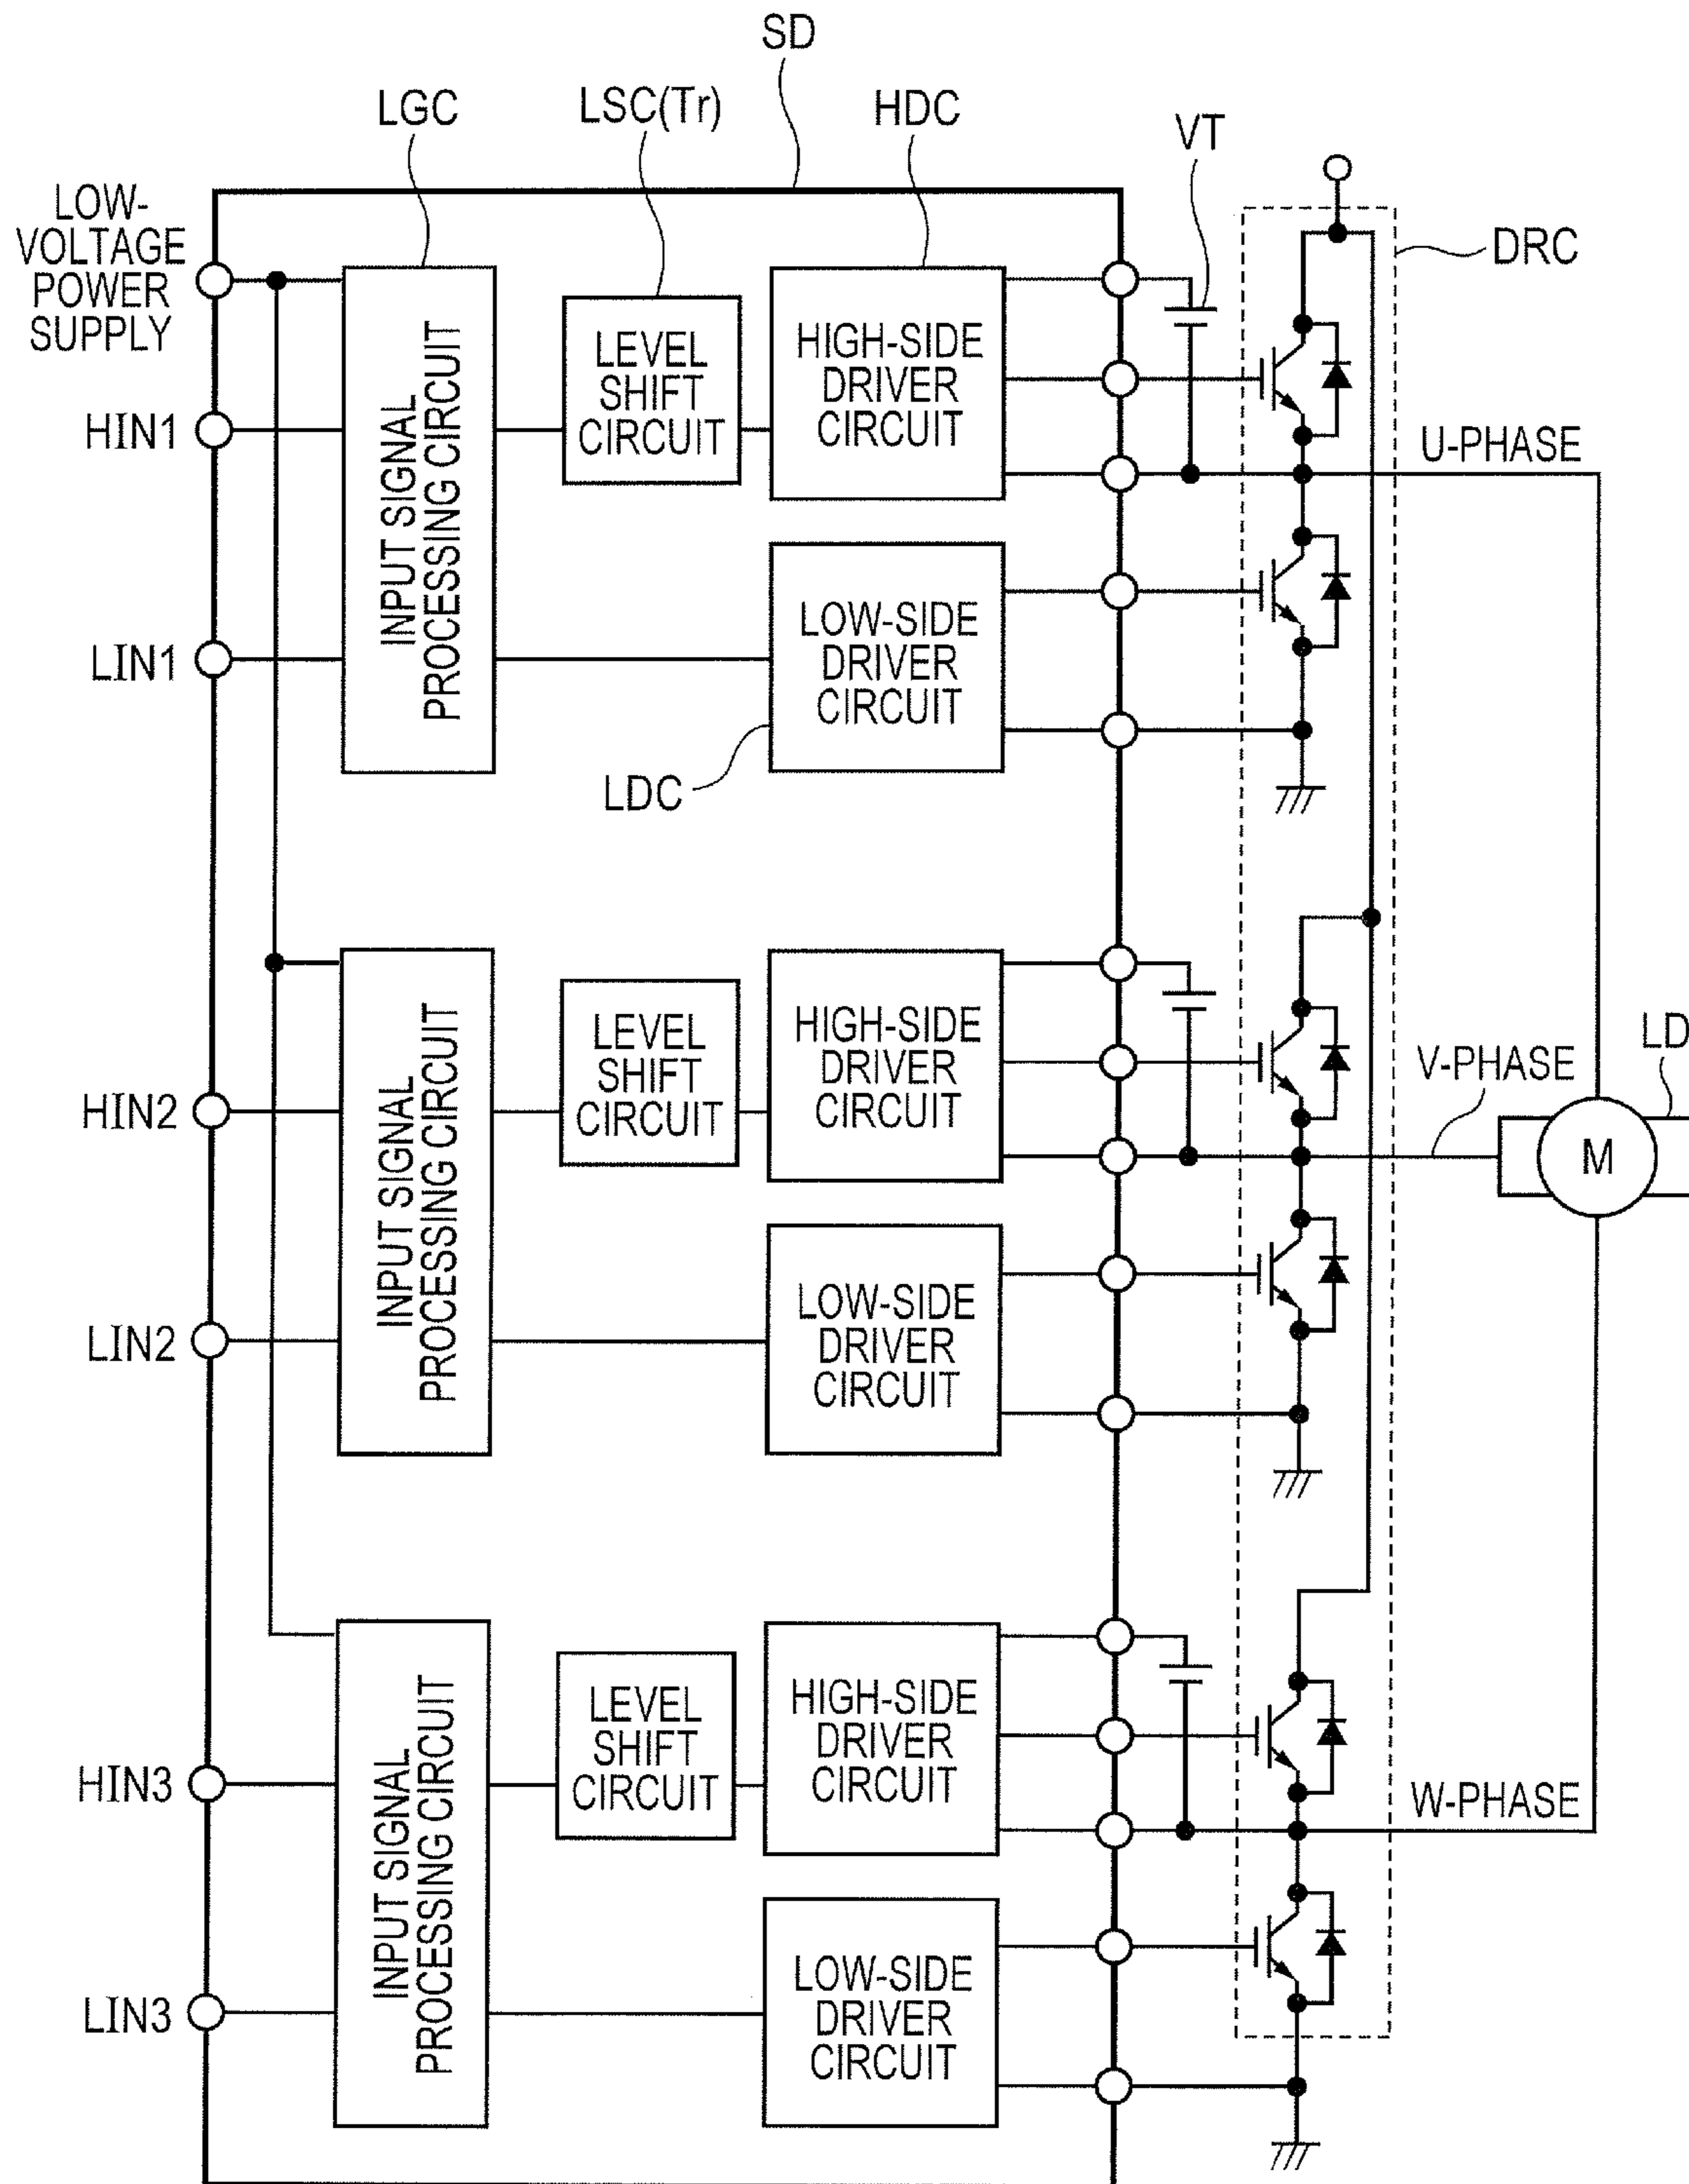 SD
LGC
LSC(Tr)
HDC
VT
LOW-
VOLTAGE
POWER
SUPPLY
DRC
LEVEL
SHIFT
CIRCUIT
HIGH-SIDE
DRIVER
CIRCUIT
HIN1
U-PHASE
INPUT SIGNAL
PROCESSING CIRCUIT
LOW-SIDE
DRIVER
CIRCUIT
LIN1
LDC
LEVEL
SHIFT
CIRCUIT
HIGH-SIDE
DRIVER
CIRCUIT
LD
V-PHASE
HIN2
M
INPUT SIGNAL
PROCESSING CIRCUIT
LOW-SIDE
DRIVER
CIRCUIT
LIN2
LEVEL
SHIFT
CIRCUIT
HIGH-SIDE
DRIVER
CIRCUIT
HIN3
W-PHASE
INPUT SIGNAL
PROCESSING CIRCUIT
LOW-SIDE
DRIVER
CIRCUIT
LIN3